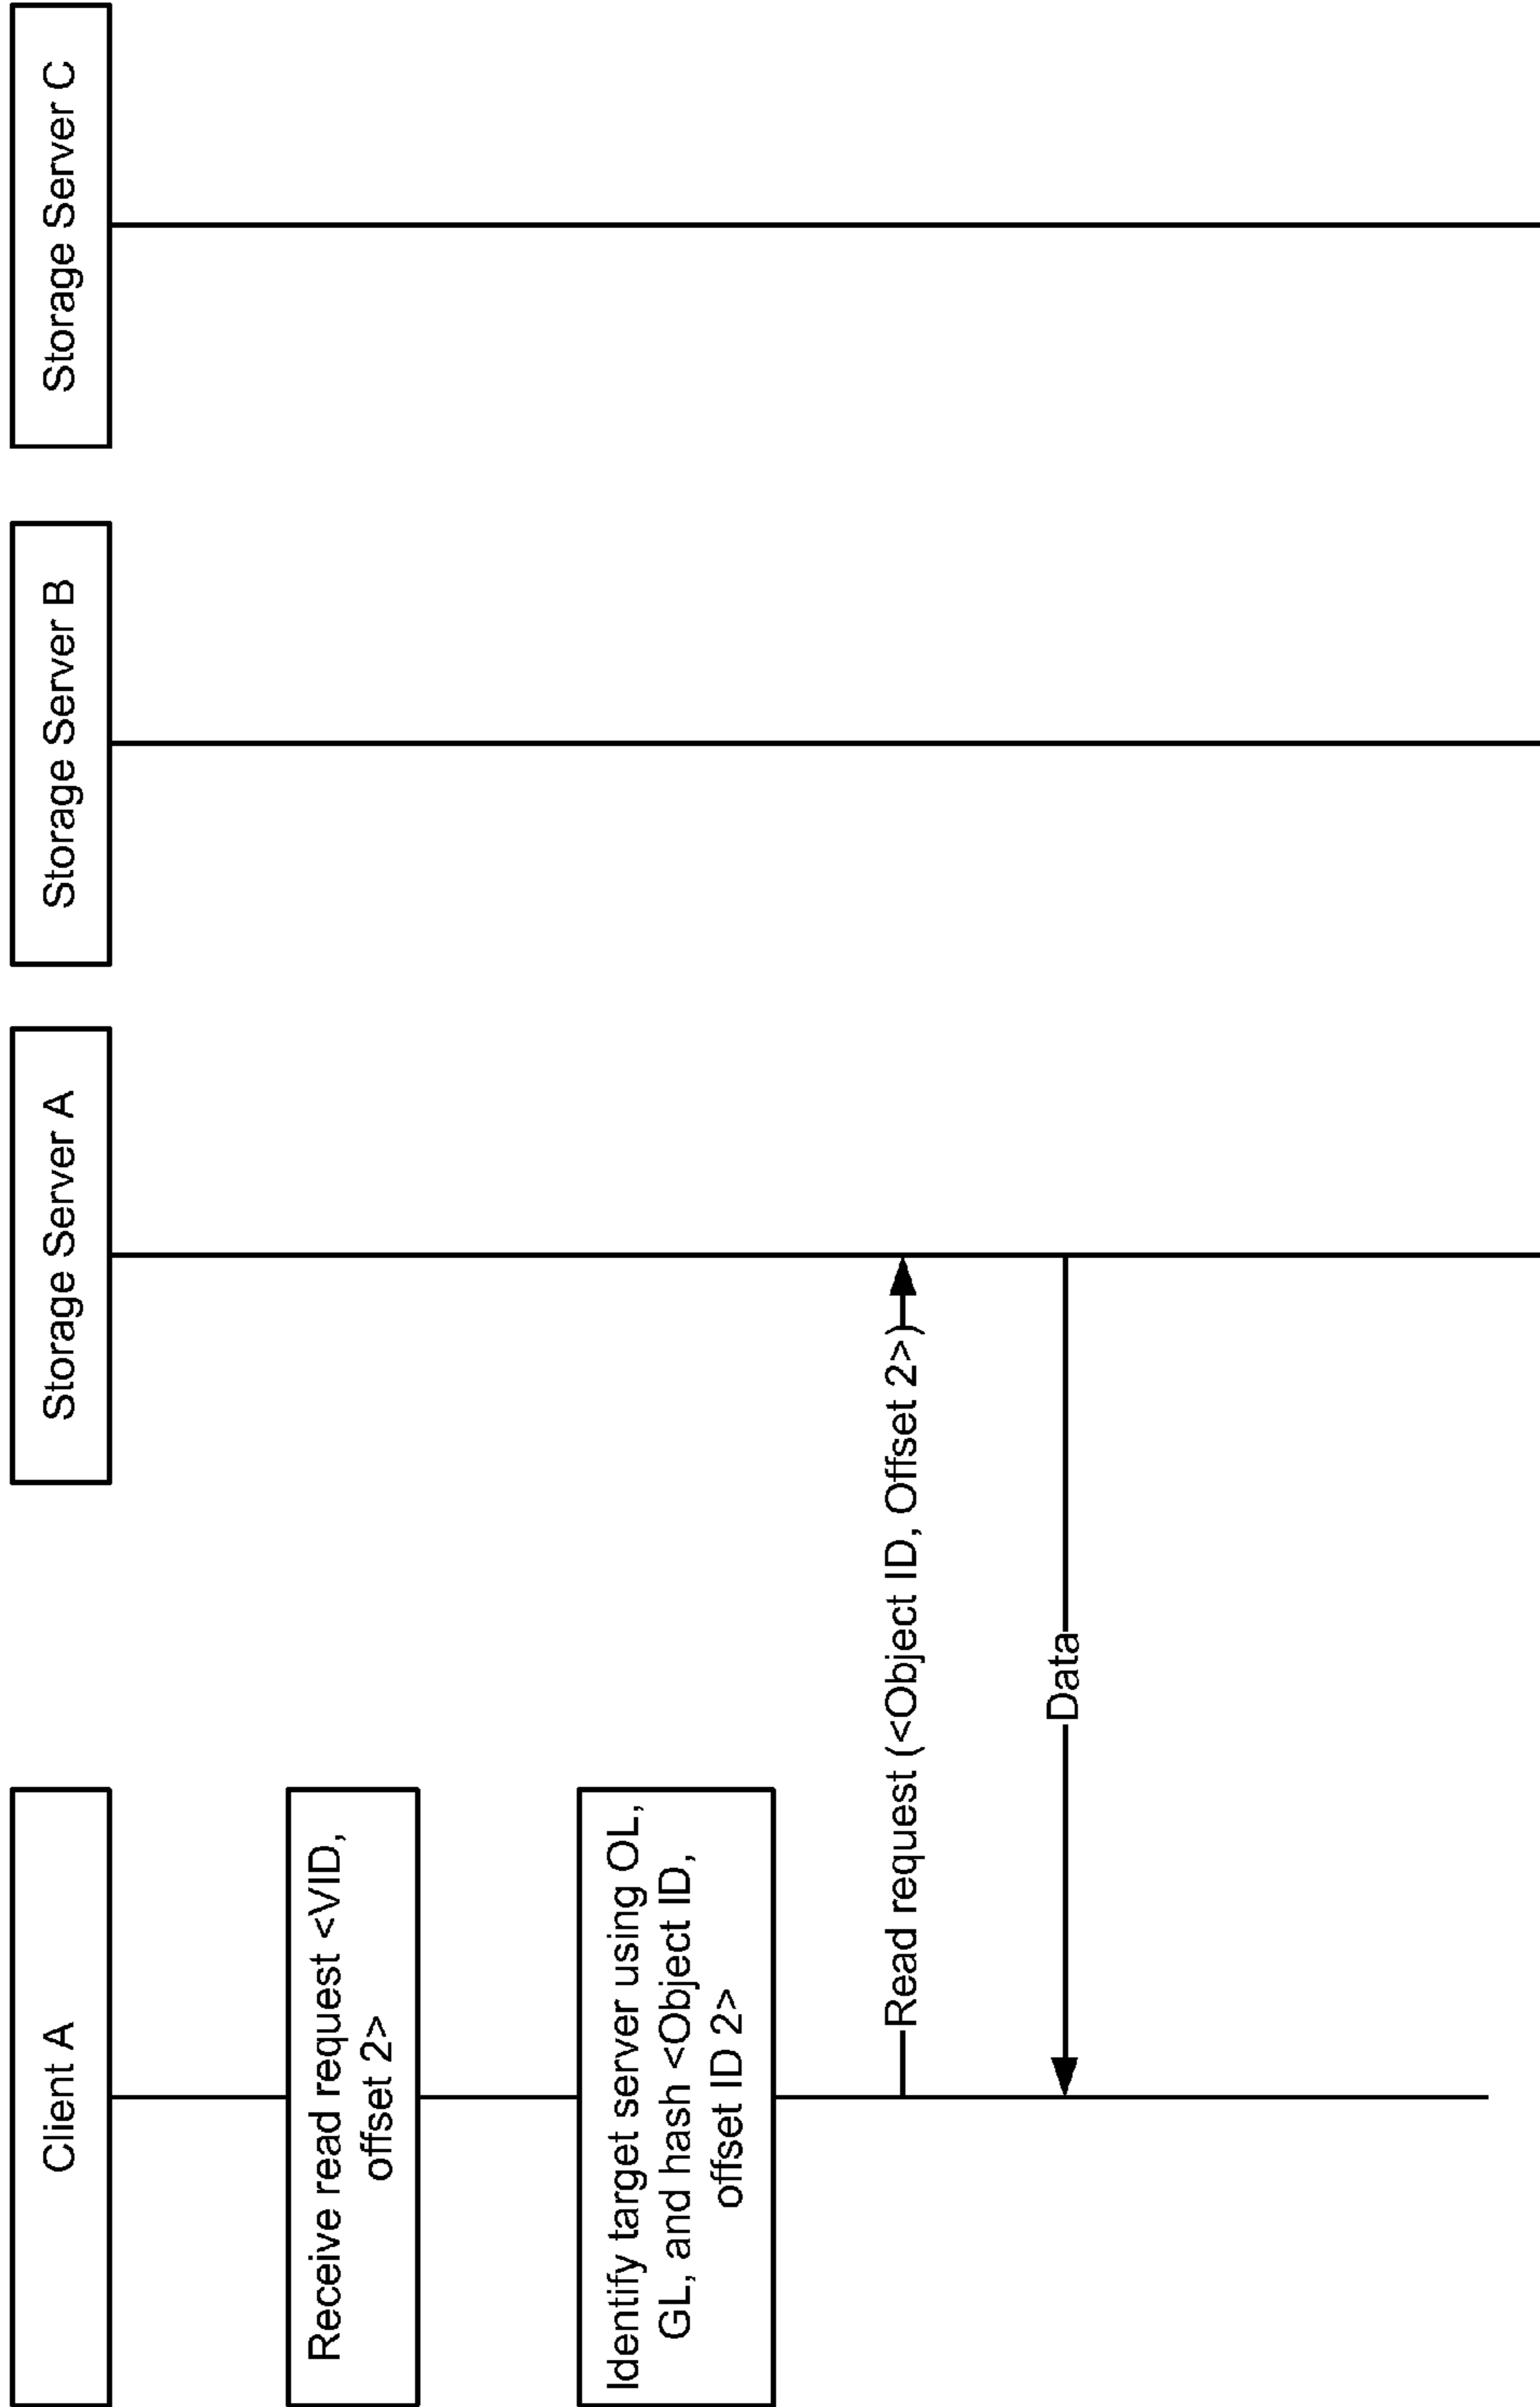 Client A
Storage Server A
Storage Server B
Storage Server C
Receive read request <VID,
offset 2>
Identify target server using OL,
GL, and hash <Object ID,
offset ID 2>
Read request (<Object ID, Offset 2>)
Data